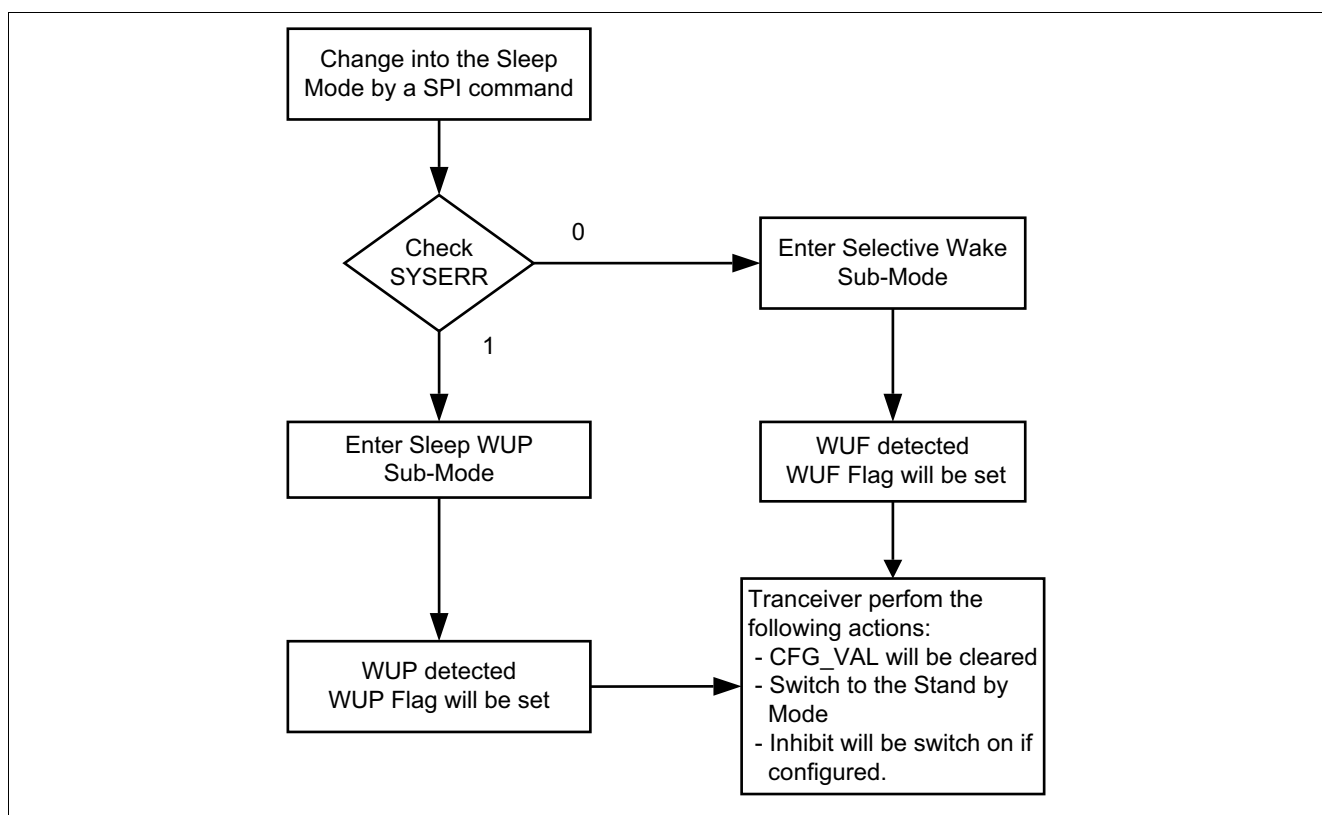 Change into the Sleep
Mode by a SPI command
Check
SYSERR
0
1
Enter Selective Wake
Sub-Mode
Enter Sleep WUP
Sub-Mode
WUF detected
WUF Flag will be set
WUP detected
WUP Flag will be set
Tranceiver perfom the
following actions:
- CFG_VAL will be cleared
- Switch to the Stand by
Mode
- Inhibit will be switch on if
configured.